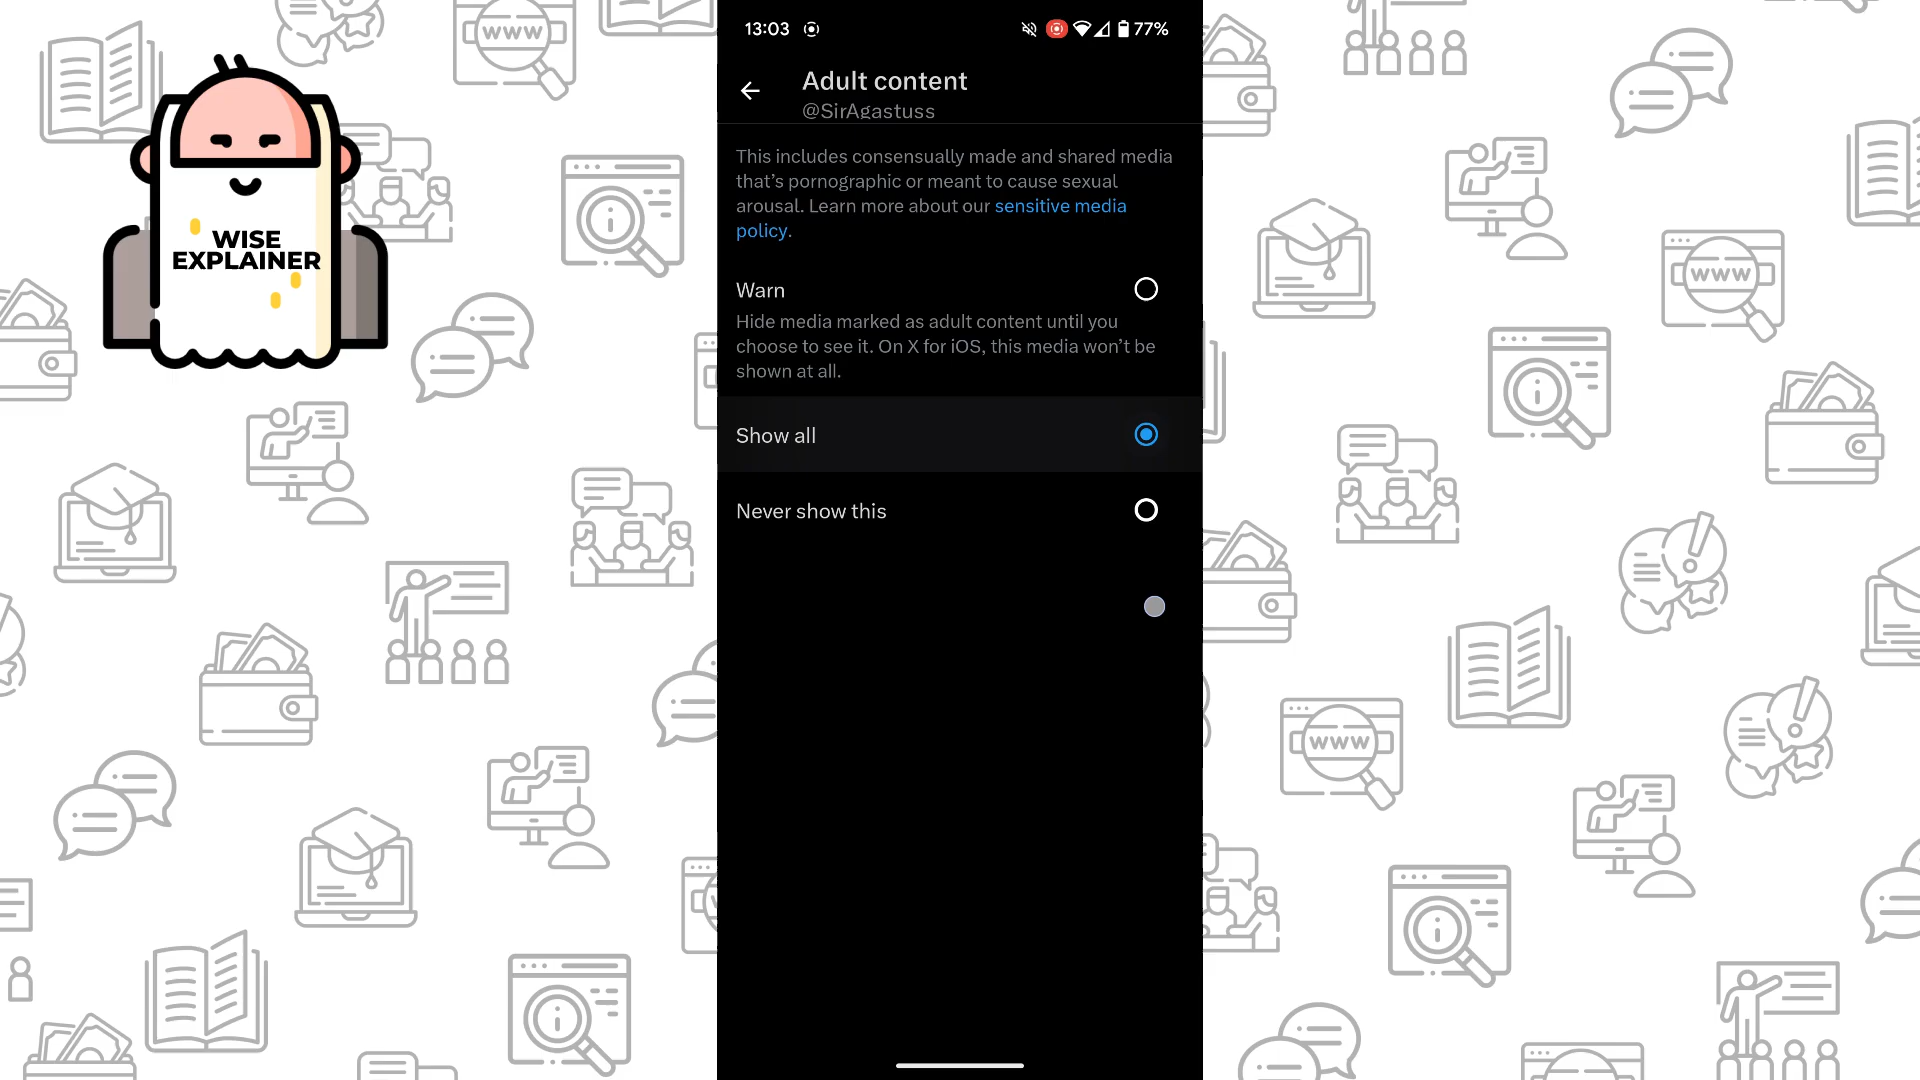 WISE
EXPLAINER
WWW
13:03
77%
Adult content
@SirAgastuss
This includes consensually made and shared media
that's pornographic or meant to cause sexual
arousal. Learn more about our sensitive media
policy.
Warn
Hide media marked as adult content until you
choose to see it. On X for iOS, this media won't be
shown at all.
Show all
Never show this
WWW
WWW